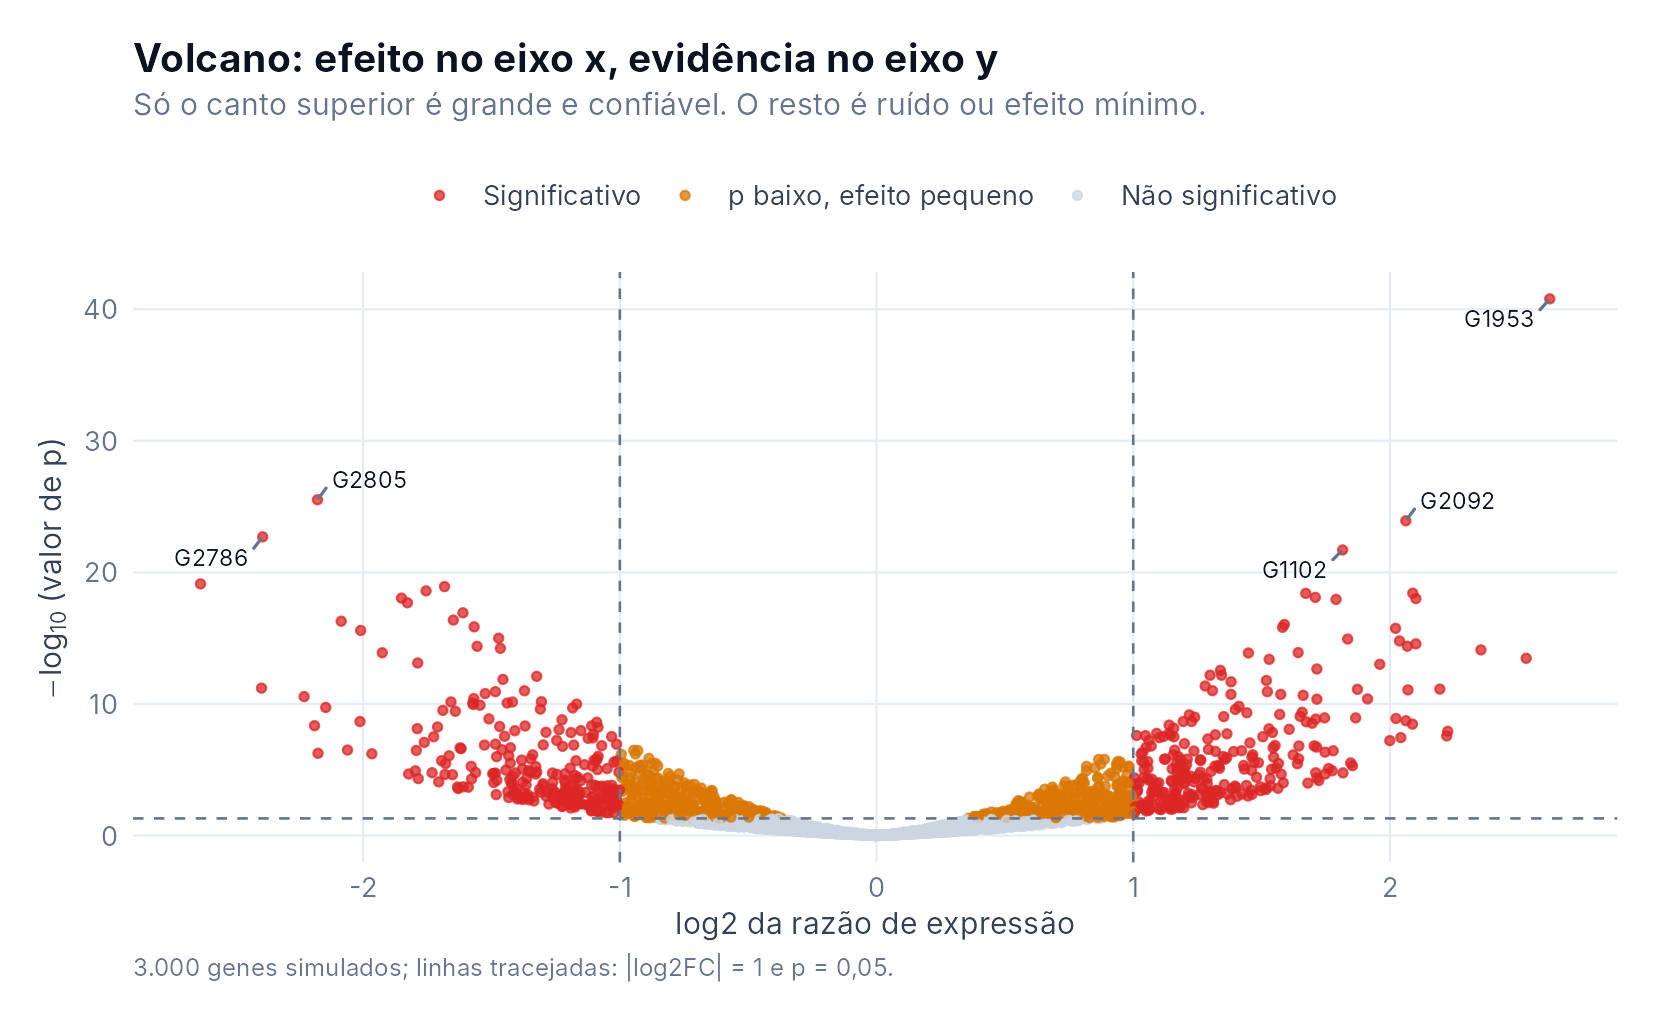 Volcano: efeito no eixo x, evidência no eixo y
Só o canto superior é grande e confiável. O resto é ruído ou efeito mínimo.
Significativo
p baixo, efeito pequeno
Não significativo
40
30
20
10
0
−log10 (valor de p)
G1953
G2805
G2092
G2786
G1102
-2
-1
0
1
2
log2 da razão de expressão
3.000 genes simulados; linhas tracejadas: |log2FC| = 1 e p = 0,05.